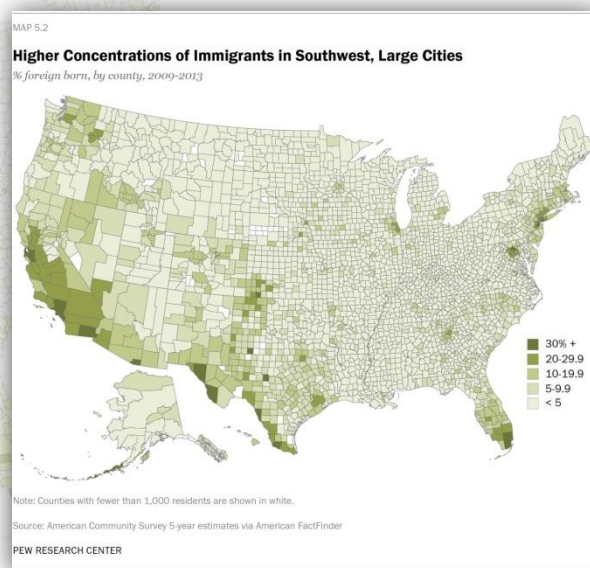 MAP 5.2
Higher Concentrations of Immigrants in Southwest, Large Cities
% foreign born, by county, 2009-2013
30% +
20-29.9
10-19.9
5-9.9
< 5
Note: Counties with fewer than 1,000 residents are shown in white.
Source: American Community Survey 5-year estimates via American FactFinder
PEW RESEARCH CENTER